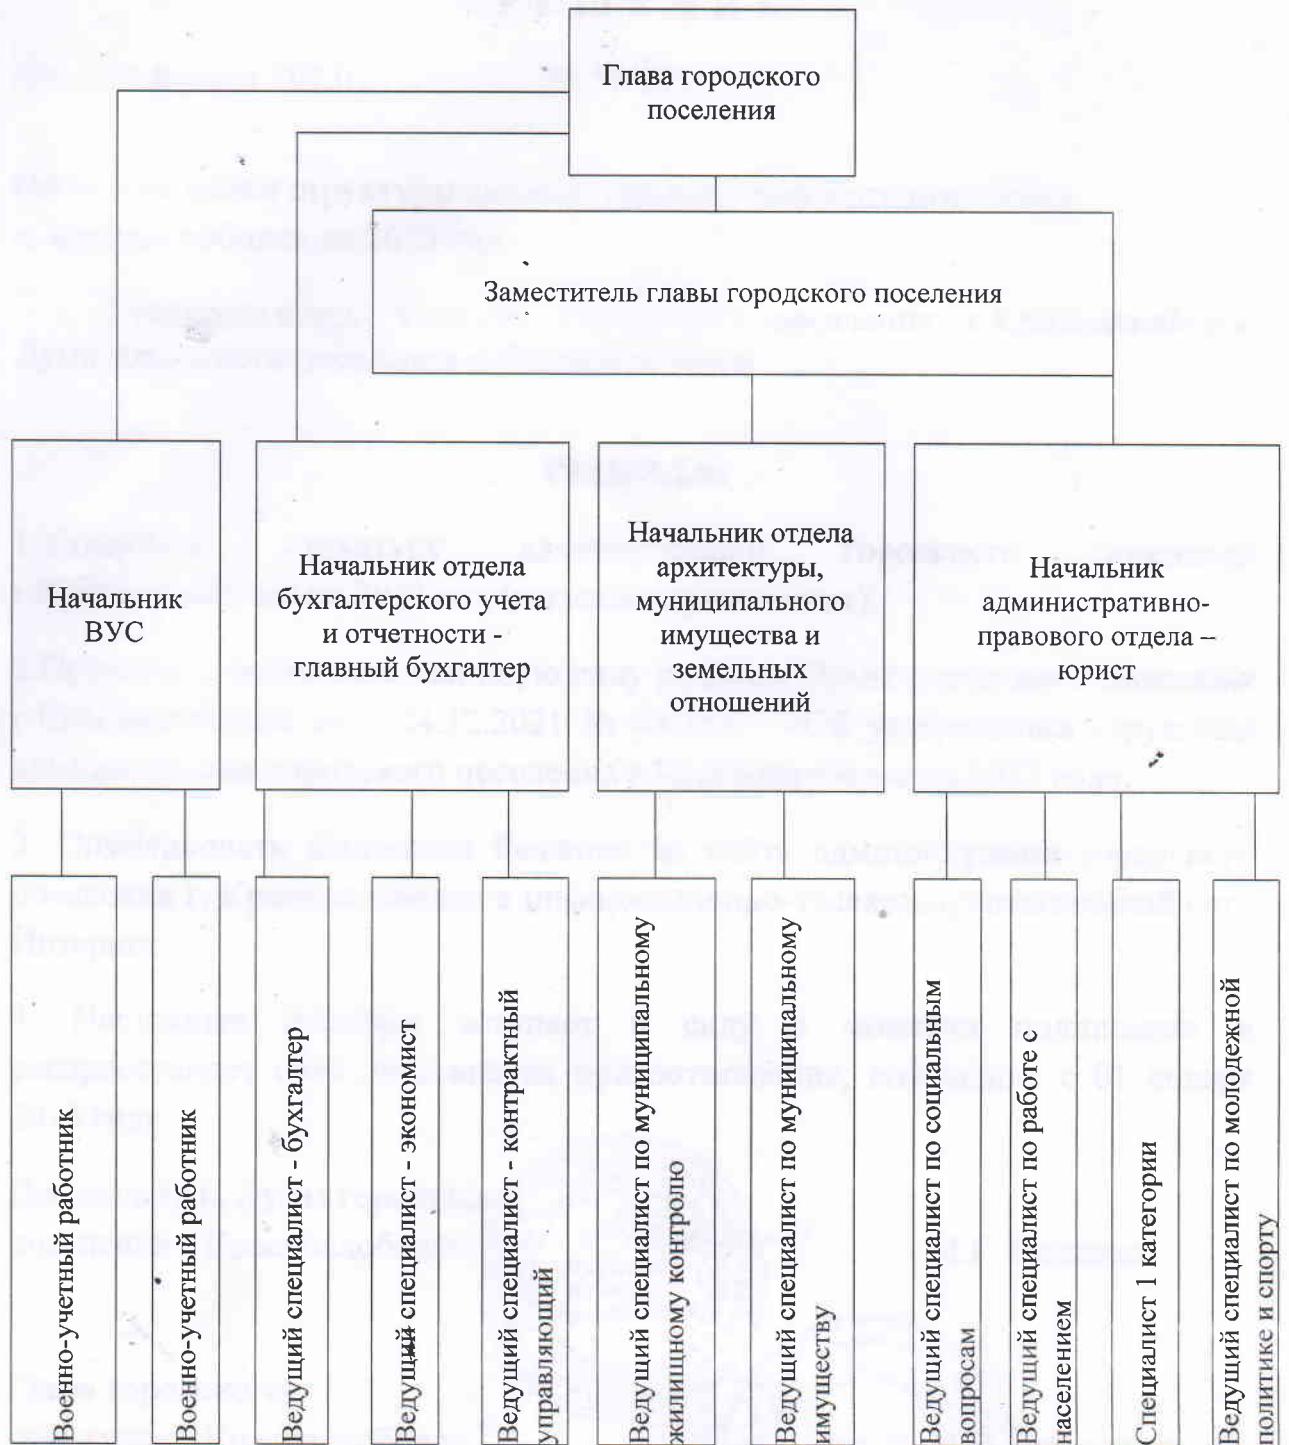 Глава городского
поселения
Заместитель главы городского поселения
Начальник
ВУС
Начальник отдела
бухгалтерского учета
и отчетности -
главный бухгалтер
Начальник отдела
архитектуры,
муниципального
имущества и
земельных
отношений
Начальник
административно-
правового отдела –
юрист
Военно-учетный работник
Военно-учетный работник
Ведущий специалист - бухгалтер
Ведущий специалист - экономист
Ведущий специалист - контрактный
управляющий
Ведущий специалист по муниципальному
жилищному контролю
Ведущий специалист по муниципальному
имуществу
Ведущий специалист по социальным
вопросам
Ведущий специалист по работе с
населением
Специалист 1 категории
Ведущий специалист по молодежной
политике и спорту